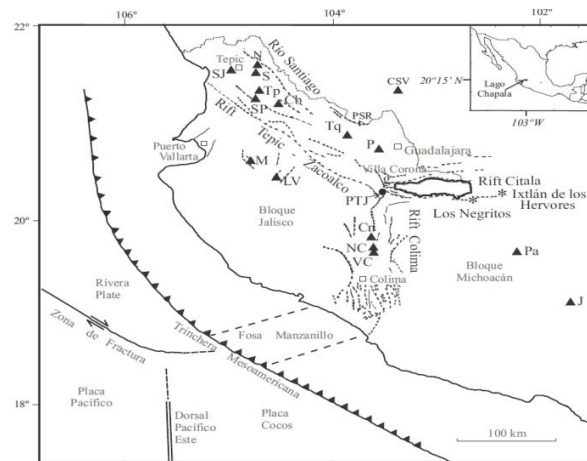 106°
104°
102°
22°
20°
18°
N
Tepic
SJ
S
Tp
SP
Cb
Río Santiago
CSV
20°15' N
Lago
Chapala
103°W
PSR
Tq
P
Guadalajara
Rift Tepic Zacoalco
Puerto
Vallarta
M
LV
Villa Corona
Rift Citala
Ixtlán de los
Hervores
Los Negritos
PTJ
Bloque
Jalisco
Rift Colima
Cn
NC
VC
Colima
Pa
Bloque
Michoacán
J
Rivera
Plate
Zona de Fractura
Trinchera Mesoamericana
Fosa Manzanillo
Placa
Pacífico
Dorsal
Pacífico
Este
Placa
Cocos
100 km